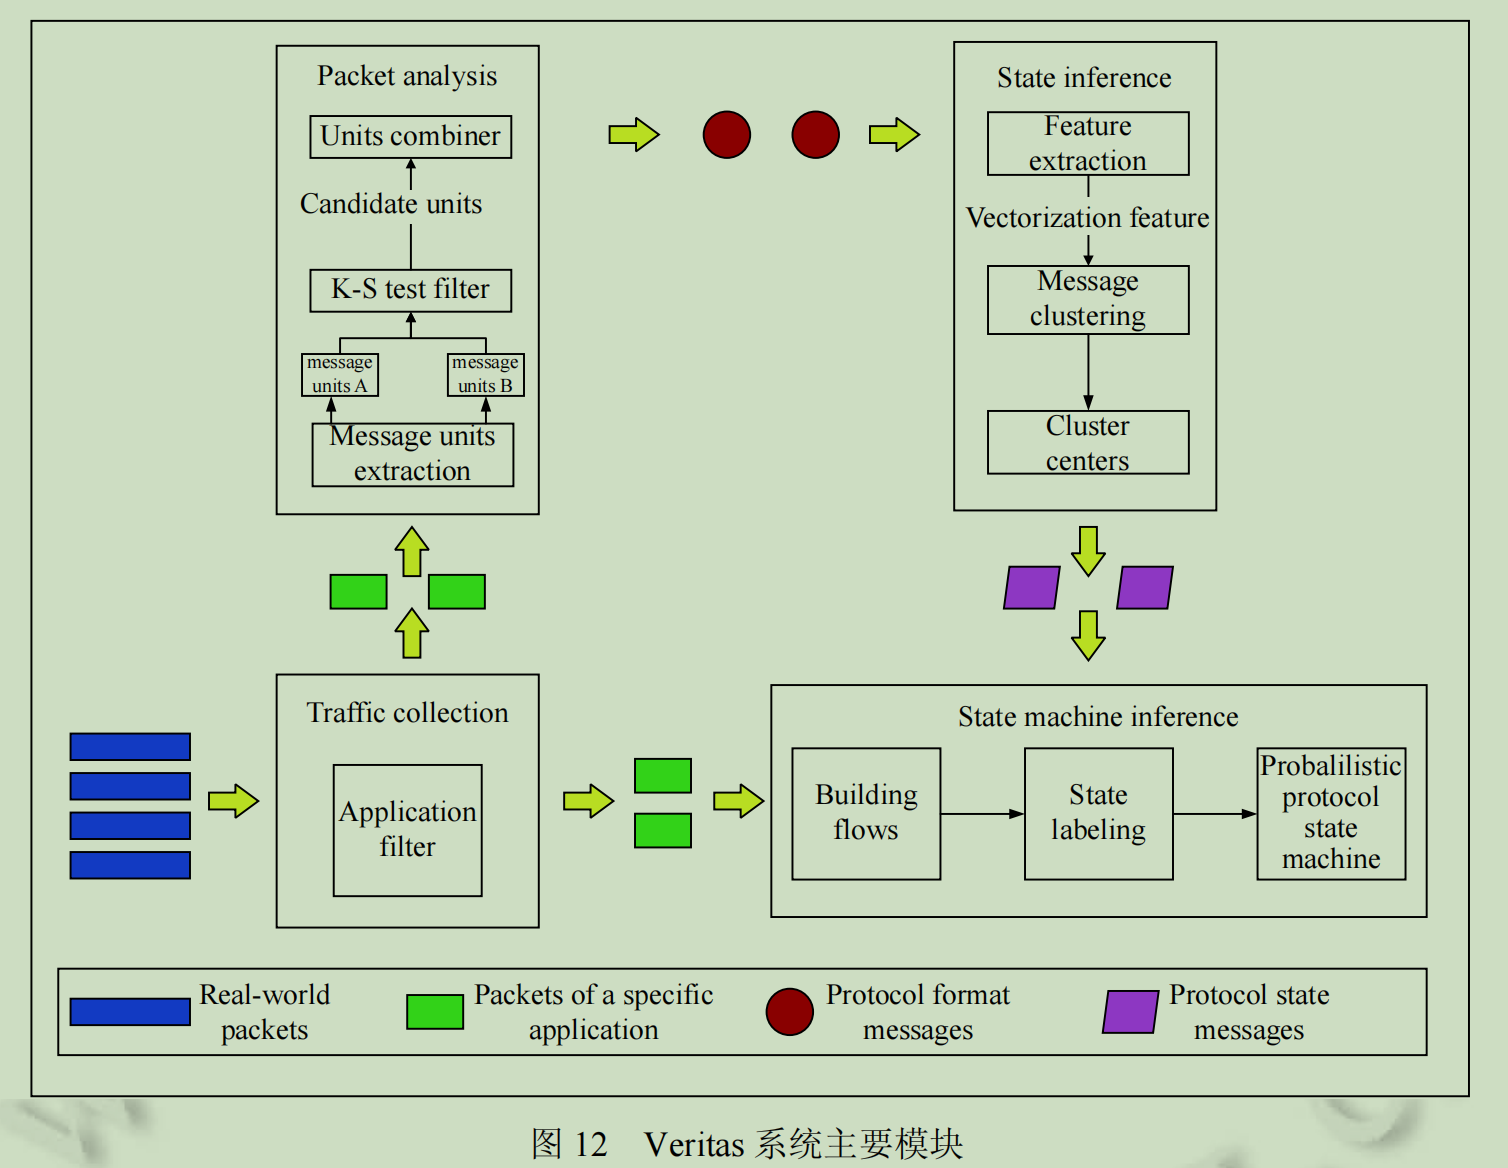 Packet analysis
Units combiner
Candidate units
K-S test filter
message
units A
message
units B
Message units
extraction
State inference
Feature
extraction
Vectorization feature
Message
clustering
Cluster
centers
Traffic collection
Application
filter
State machine inference
Building
flows
State
labeling
Probalilistic
protocol
state
machine
Real-world
packets
Packets of a specific
application
Protocol format
messages
Protocol state
messages
图 12 Veritas 系统主要模块